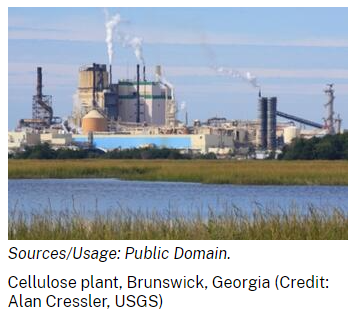 Sources/Usage: Public Domain.
Cellulose plant, Brunswick, Georgia (Credit:
Alan Cressler, USGS)